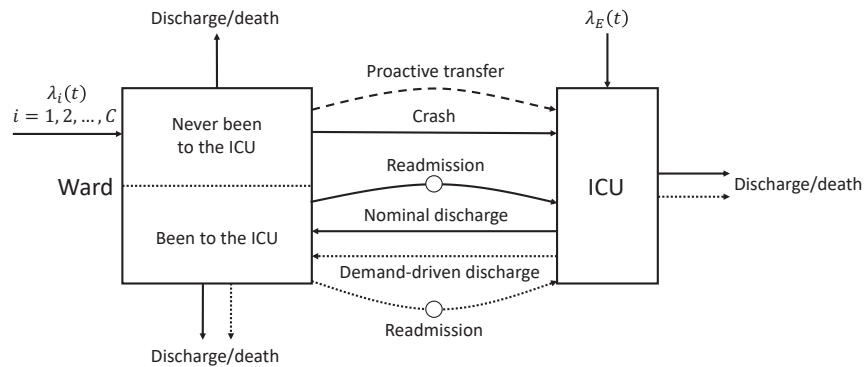 Discharge/death
λ_E(t)
λ_i(t)
i = 1, 2, ..., C
Proactive transfer
Never been
to the ICU
Crash
Readmission
Ward
ICU
Discharge/death
Nominal discharge
Been to the ICU
Demand-driven discharge
Readmission
Discharge/death